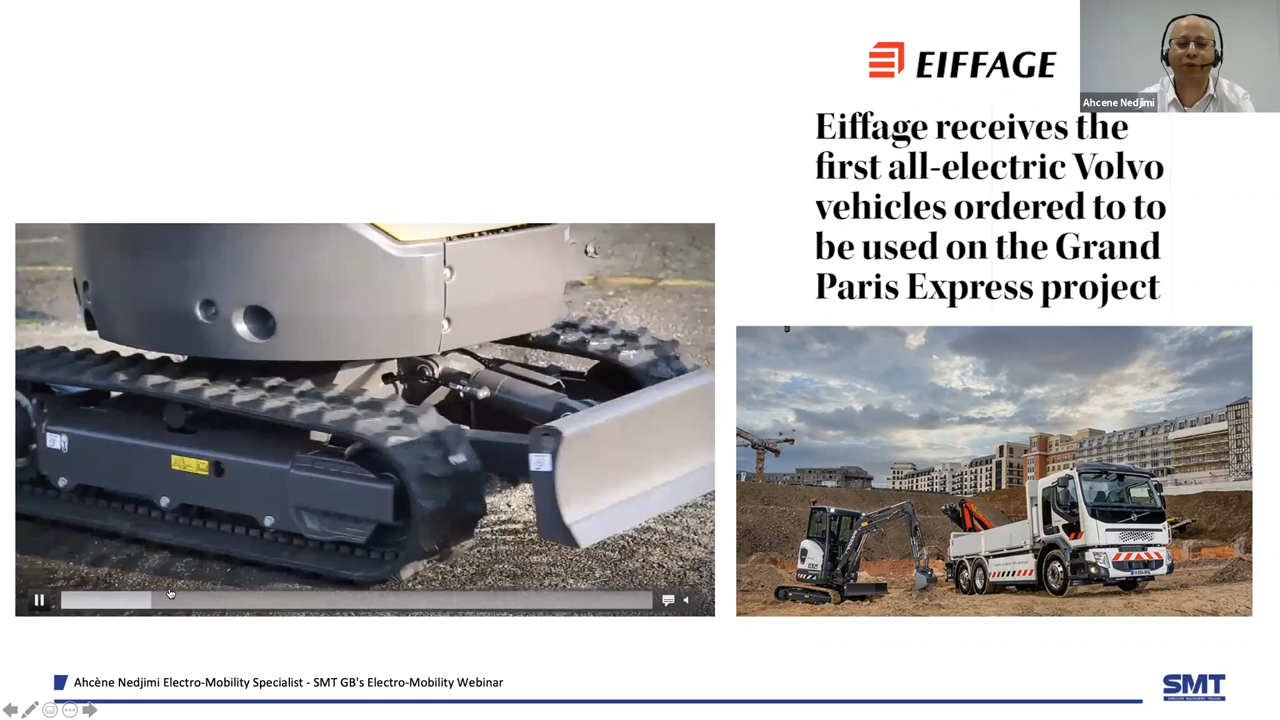 EIFFAGE
Ahcene Nedjimi
Eiffage receives the
first all-electric Volvo
vehicles ordered to to
be used on the Grand
Paris Express project
Ahcène Nedjimi Electro-Mobility Specialist - SMT GB's Electro-Mobility Webinar
SMT